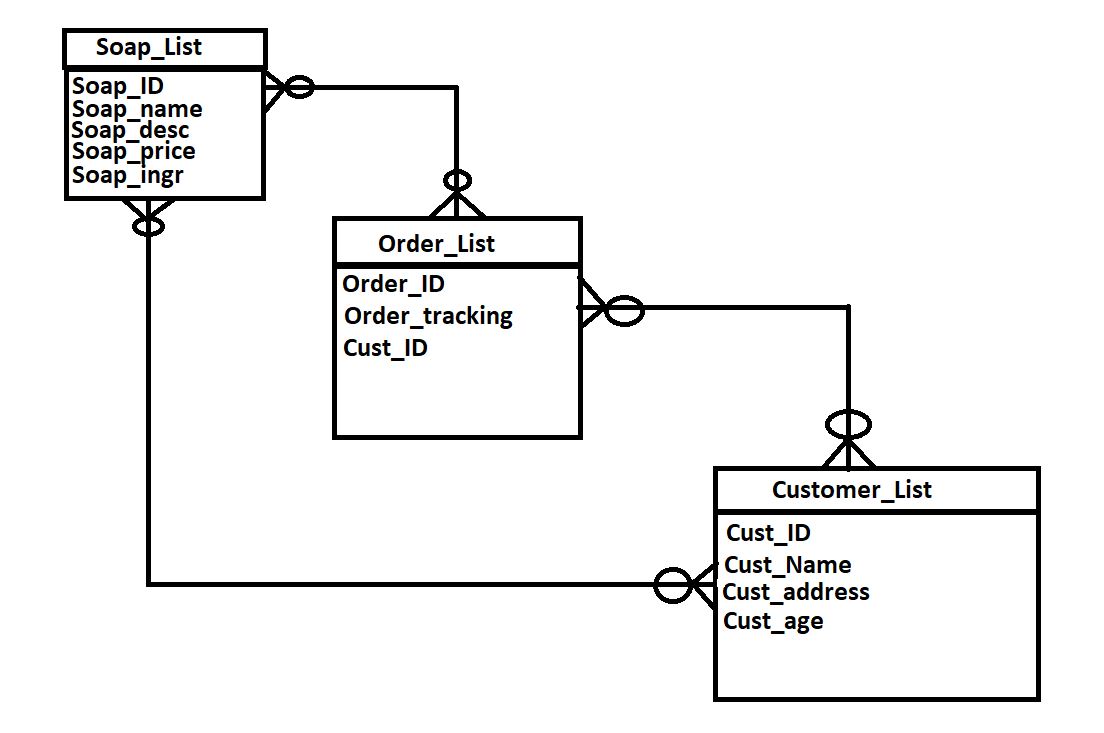 Soap_List
Soap_ID
Soap_name
Soap_desc
Soap_price
Soap_ingr
Order_List
Order_ID
Order_tracking
Cust_ID
Customer_List
Cust_ID
Cust_Name
Cust_address
Cust_age